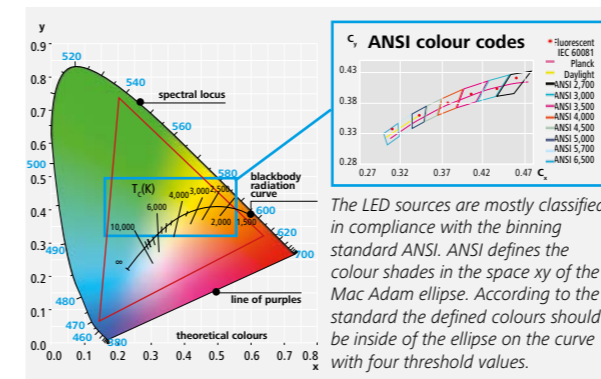 y
0.9
0.8
0.7
0.6
0.5
0.4
0.3
0.2
0.1
0.0
0.0 0.1 0.2 0.3 0.4 0.5 0.6 0.7 0.8
x
520
540
560
580
600
620
700
500
490
480
470
460
380
spectral locus
blackbody
radiation
curve
line of purples
theoretical colours
Tc(K)
10,000
6,000
4,000
3,000
2,500
2,000
1,500
∞
Cy ANSI colour codes
0.43
0.38
0.33
0.28
0.27 0.32 0.37 0.42 0.47 Cx
Fluorescent
IEC 60081
Planck
Daylight
ANSI 2,700
ANSI 3,000
ANSI 3,500
ANSI 4,000
ANSI 4,500
ANSI 5,000
ANSI 5,700
ANSI 6,500
The LED sources are mostly classified
in compliance with the binning
standard ANSI. ANSI defines the
colour shades in the space xy of the
Mac Adam ellipse. According to the
standard the defined colours should
be inside of the ellipse on the curve
with four threshold values.